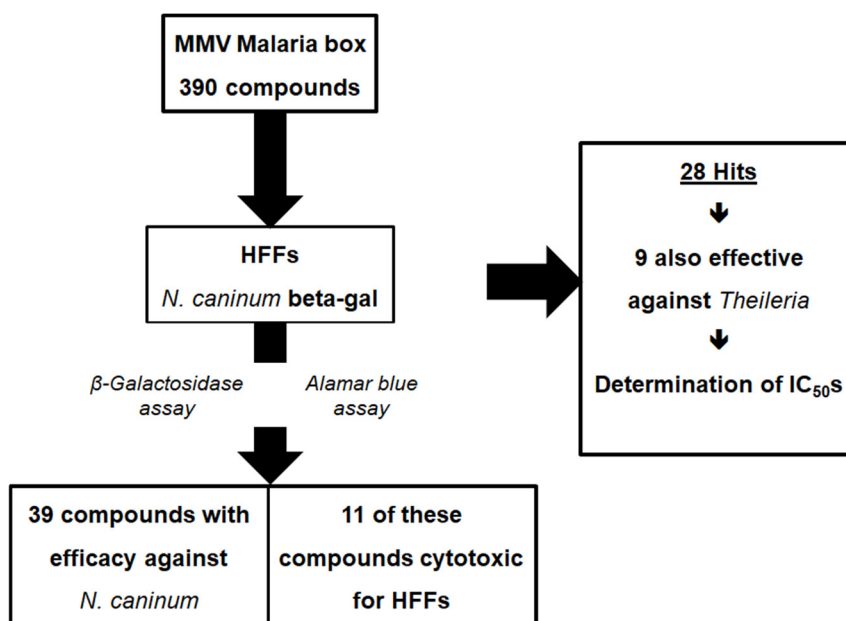 MMV Malaria box
390 compounds
HFFs
N. caninum beta-gal
β-Galactosidase
assay
Alamar blue
assay
39 compounds with
efficacy against
N. caninum
11 of these
compounds cytotoxic
for HFFs
28 Hits
9 also effective
against Theileria
Determination of IC₅₀s